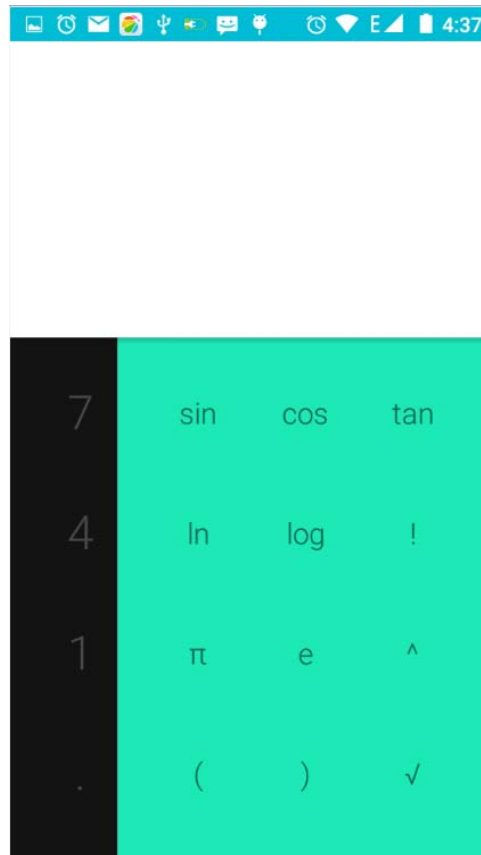 E 4:37
7 sin cos tan
4 ln log !
1 π e ^
. ( ) √